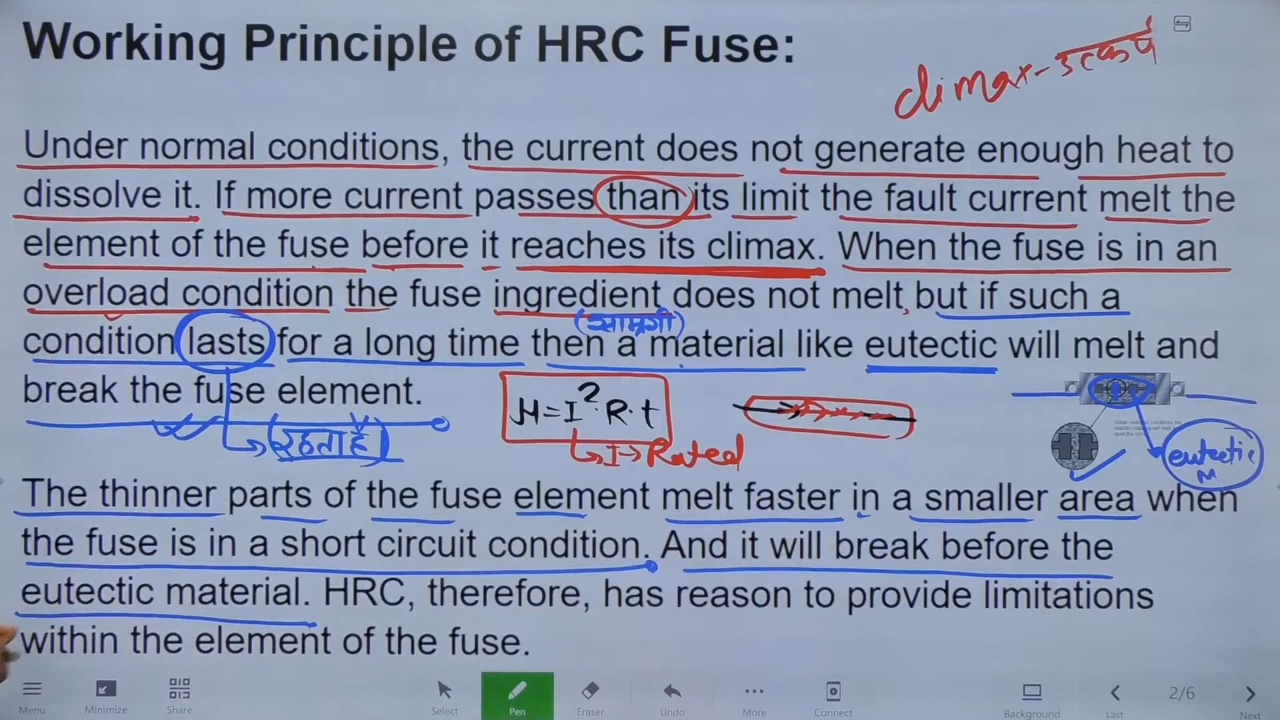 Working Principle of HRC Fuse:
climax - उत्कर्ष
Under normal conditions, the current does not generate enough heat to
dissolve it. If more current passes than its limit the fault current melt the
element of the fuse before it reaches its climax. When the fuse is in an
overload condition the fuse ingredient does not melt, but if such a
(सामग्री)
condition lasts for a long time then a material like eutectic will melt and
break the fuse element.
H = I² · R · t
(रहता है)
I → Rated
eutectic
M
The thinner parts of the fuse element melt faster in a smaller area when
the fuse is in a short circuit condition. And it will break before the
eutectic material. HRC, therefore, has reason to provide limitations
within the element of the fuse.
Menu Minimize Share Select Pen Eraser Undo More Connect Background Last 2/6 Next